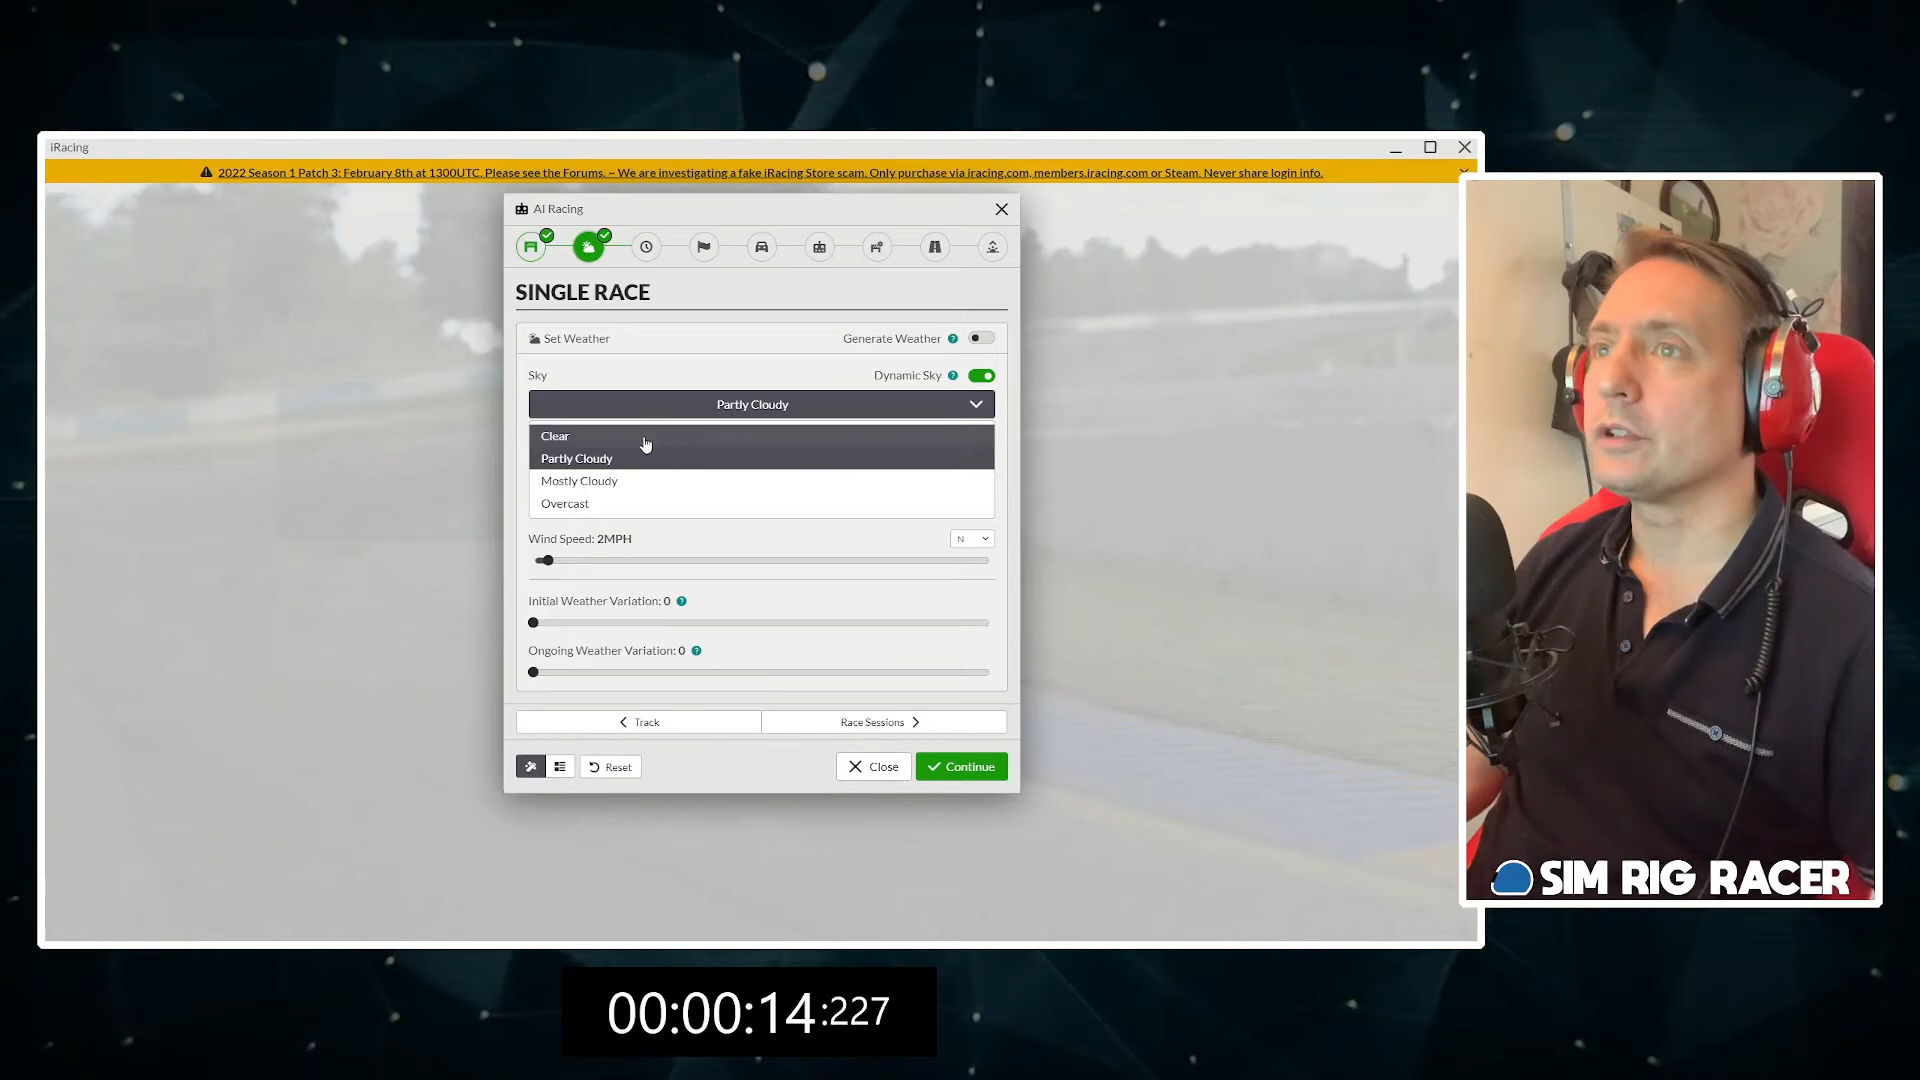 iRacing
2022 Season 1 Patch 3: February 8th at 1300UTC. Please see the Forums. ~ We are investigating a fake iRacing Store scam. Only purchase via iracing.com, members.iracing.com or Steam. Never share login info.
AI Racing
SINGLE RACE
Set Weather
Generate Weather
Sky
Dynamic Sky
Partly Cloudy
Clear
Partly Cloudy
Mostly Cloudy
Overcast
Wind Speed: 2MPH
N
Initial Weather Variation: 0
Ongoing Weather Variation: 0
Track
Race Sessions
Reset
Close
Continue
SIM RIG RACER
00:00:14:227